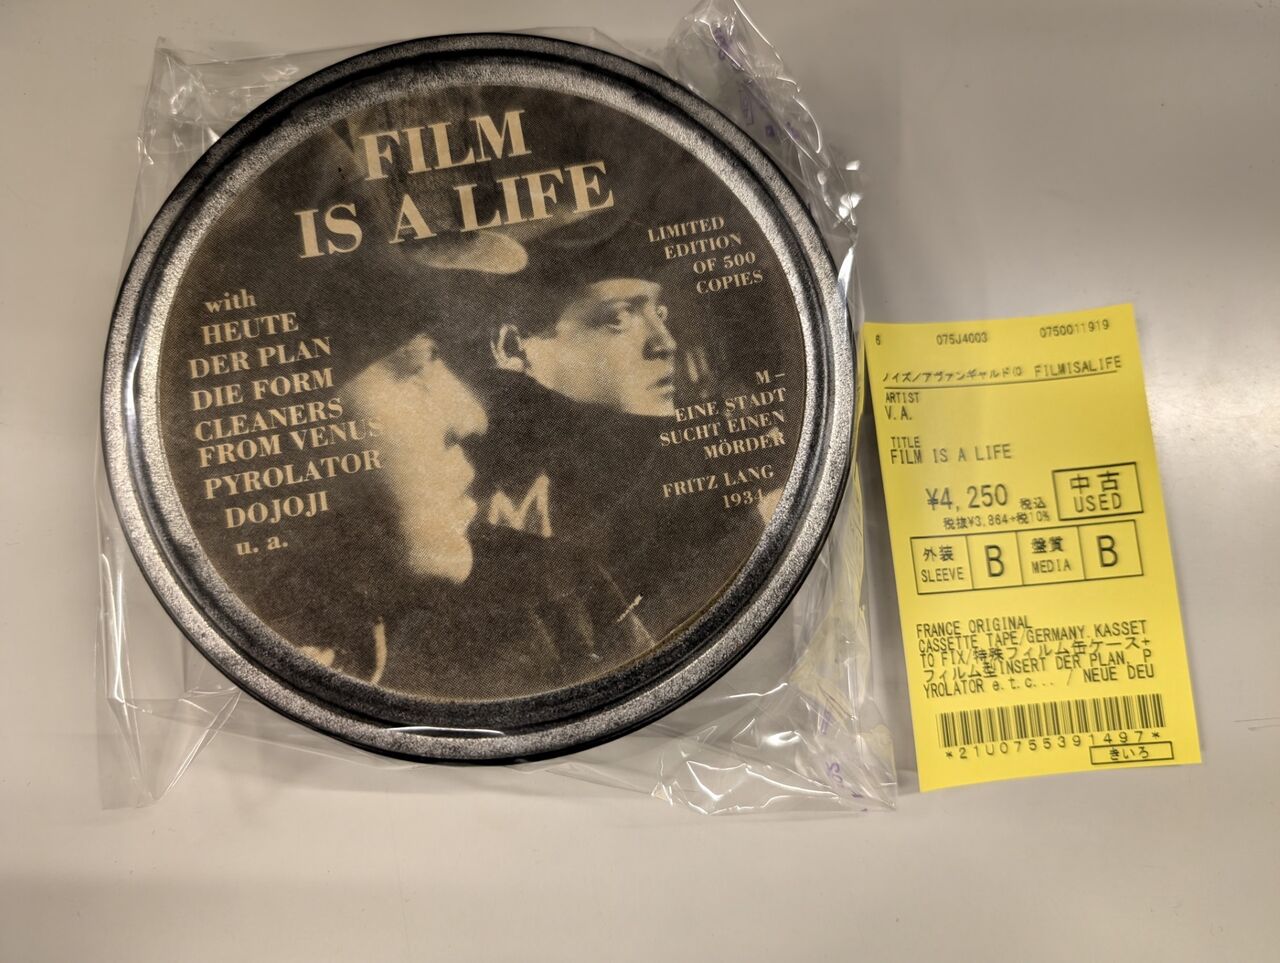 FILM
IS A LIFE
LIMITED
EDITION
OF 500
COPIES
with
HEUTE
DER PLAN
DIE FORM
CLEANERS
FROM VENUS
PYROLATOR
DOJOJI
u. a.
M
M –
EINE STADT
SUCHT EINEN
MÖRDER
FRITZ LANG
1934
6 075J4003 0750011919
ノイズ/アヴァンギャルド(O) FILMISALIFE
ARTIST
V.A.
TITLE
FILM IS A LIFE
¥4,250 税込
税抜¥3,864+税10%
中古
USED
外装
SLEEVE
B
盤質
MEDIA
B
FRANCE ORIGINAL
CASSETTE TAPE/GERMANY.KASSET
TO FIX/特殊フィルム缶ケース+
フィルム型INSERT DER PLAN, P
YROLATOR e.t.c... / NEUE DEU
*21U0755391497*
きいろ